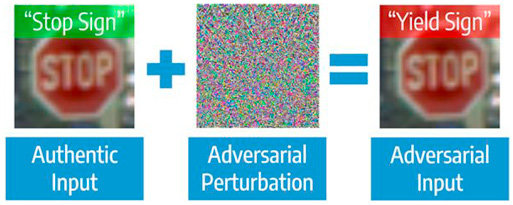 “Stop Sign”
STOP
Authentic
Input
+
Adversarial
Perturbation
=
“Yield Sign”
STOP
Adversarial
Input